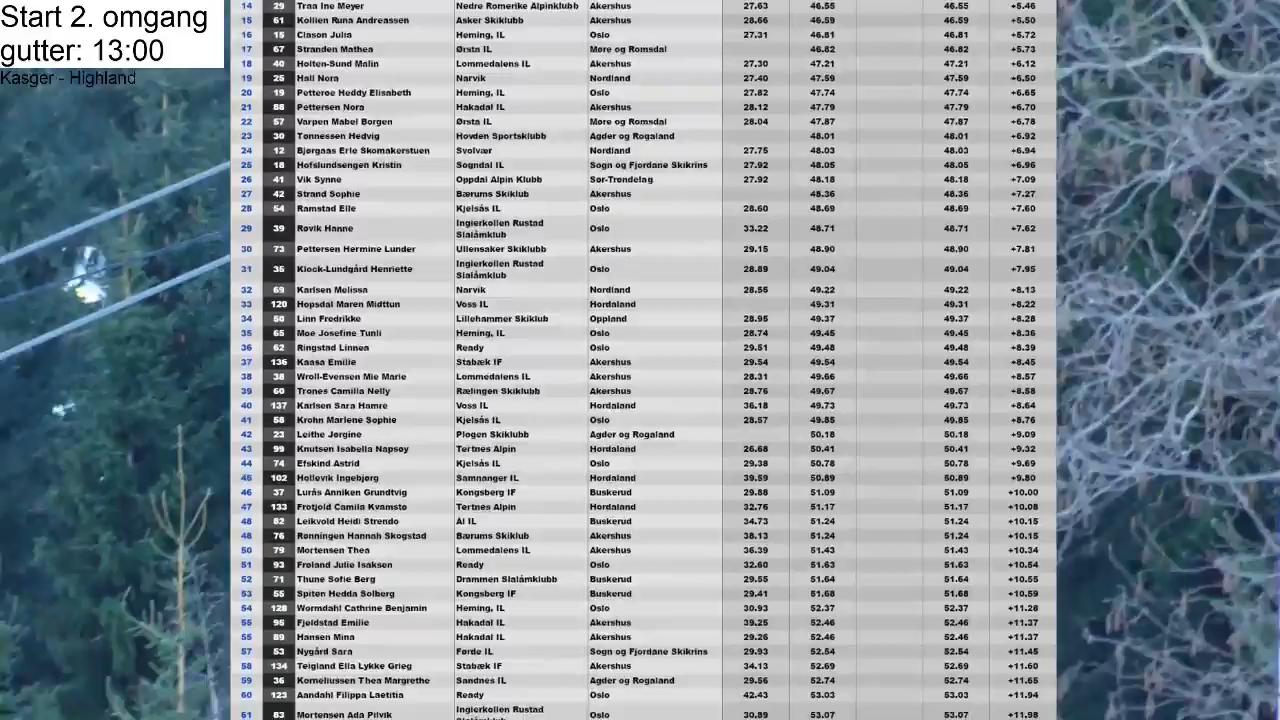 Start 2. omgang
gutter: 13:00
Kasger - Highland
14 29 Traa Ine Meyer Nedre Romerike Alpinklubb Akershus 27.63 46.55 46.55 +5.46
15 61 Kollien Runa Andreassen Asker Skiklubb Akershus 28.66 46.59 46.59 +5.50
16 15 Clason Julia Heming, IL Oslo 27.31 46.81 46.81 +5.72
17 67 Stranden Mathea Ørsta IL Møre og Romsdal 46.82 46.82 +5.73
18 40 Holten-Sund Malin Lommedalens IL Akershus 27.30 47.21 47.21 +6.12
19 25 Hall Nora Narvik Nordland 27.40 47.59 47.59 +6.50
20 19 Petterøe Heddy Elisabeth Heming, IL Oslo 27.82 47.74 47.74 +6.65
21 88 Pettersen Nora Hakadal IL Akershus 28.12 47.79 47.79 +6.70
22 57 Varpen Mabel Borgen Ørsta IL Møre og Romsdal 28.04 47.87 47.87 +6.78
23 30 Tønnessen Hedvig Hovden Sportsklubb Agder og Rogaland 48.01 48.01 +6.92
24 12 Bjørgaas Erle Skomakerstuen Svolvær Nordland 27.75 48.03 48.03 +6.94
25 18 Hofslundsengen Kristin Sogndal IL Sogn og Fjordane Skikrins 27.92 48.05 48.05 +6.96
26 41 Vik Synne Oppdal Alpin Klubb Sør-Trøndelag 27.92 48.18 48.18 +7.09
27 42 Strand Sophie Bærums Skiklub Akershus 48.36 48.36 +7.27
28 54 Ramstad Elle Kjelsås IL Oslo 28.60 48.69 48.69 +7.60
29 39 Røvik Hanne Ingierkollen Rustad Slalåmklub Oslo 33.22 48.71 48.71 +7.62
30 73 Pettersen Hermine Lunder Ullensaker Skiklubb Akershus 29.15 48.90 48.90 +7.81
31 35 Klock-Lundgård Henriette Ingierkollen Rustad Slalåmklub Oslo 28.89 49.04 49.04 +7.95
32 69 Karlsen Melissa Narvik Nordland 28.55 49.22 49.22 +8.13
33 120 Hopsdal Maren Midttun Voss IL Hordaland 49.31 49.31 +8.22
34 50 Linn Fredrikke Lillehammer Skiklub Oppland 28.95 49.37 49.37 +8.28
35 65 Moe Josefine Tunli Heming, IL Oslo 28.74 49.45 49.45 +8.36
36 62 Ringstad Linnea Ready Oslo 29.51 49.48 49.48 +8.39
37 136 Kaasa Emilie Stabæk IF Akershus 29.54 49.54 49.54 +8.45
38 38 Wroll-Evensen Mie Marie Lommedalens IL Akershus 28.31 49.66 49.66 +8.57
39 60 Trones Camilla Nelly Rælingen Skiklubb Akershus 28.76 49.67 49.67 +8.58
40 137 Karlsen Sara Hamre Voss IL Hordaland 36.18 49.73 49.73 +8.64
41 58 Krohn Marlene Sophie Kjelsås IL Oslo 28.57 49.85 49.85 +8.76
42 23 Leithe Jørgine Plogen Skiklubb Agder og Rogaland 50.18 50.18 +9.09
43 99 Knutsen Isabella Napsøy Tertnes Alpin Hordaland 26.68 50.41 50.41 +9.32
44 74 Efskind Astrid Kjelsås IL Oslo 29.38 50.78 50.78 +9.69
45 102 Hollevik Ingebjørg Samnanger IL Hordaland 39.59 50.89 50.89 +9.80
46 37 Lurås Anniken Grundtvig Kongsberg IF Buskerud 29.88 51.09 51.09 +10.00
47 133 Frotjold Camila Kvamstø Tertnes Alpin Hordaland 32.76 51.17 51.17 +10.08
48 82 Leikvold Heidi Strendo Ål IL Buskerud 34.73 51.24 51.24 +10.15
48 76 Rønningen Hannah Skogstad Bærums Skiklub Akershus 38.13 51.24 51.24 +10.15
50 79 Mortensen Thea Lommedalens IL Akershus 36.39 51.43 51.43 +10.34
51 93 Frøland Julie Isaksen Ready Oslo 32.60 51.63 51.63 +10.54
52 71 Thune Sofie Berg Drammen Slalåmklubb Buskerud 29.55 51.64 51.64 +10.55
53 55 Spiten Hedda Solberg Kongsberg IF Buskerud 29.41 51.68 51.68 +10.59
54 128 Wormdahl Cathrine Benjamin Heming, IL Oslo 30.93 52.37 52.37 +11.28
55 95 Fjeldstad Emilie Hakadal IL Akershus 39.25 52.46 52.46 +11.37
55 89 Hansen Mina Hakadal IL Akershus 29.26 52.46 52.46 +11.37
57 53 Nygård Sara Førde IL Sogn og Fjordane Skikrins 29.93 52.54 52.54 +11.45
58 134 Teigland Ella Lykke Grieg Stabæk IF Akershus 34.13 52.69 52.69 +11.60
59 36 Korneliussen Thea Margrethe Sandnes IL Agder og Rogaland 29.56 52.74 52.74 +11.65
60 123 Aandahl Filippa Laetitia Ready Oslo 42.43 53.03 53.03 +11.94
61 83 Mortensen Ada Pilvik Ingierkollen Rustad Slalåmklub Oslo 30.89 53.07 53.07 +11.98